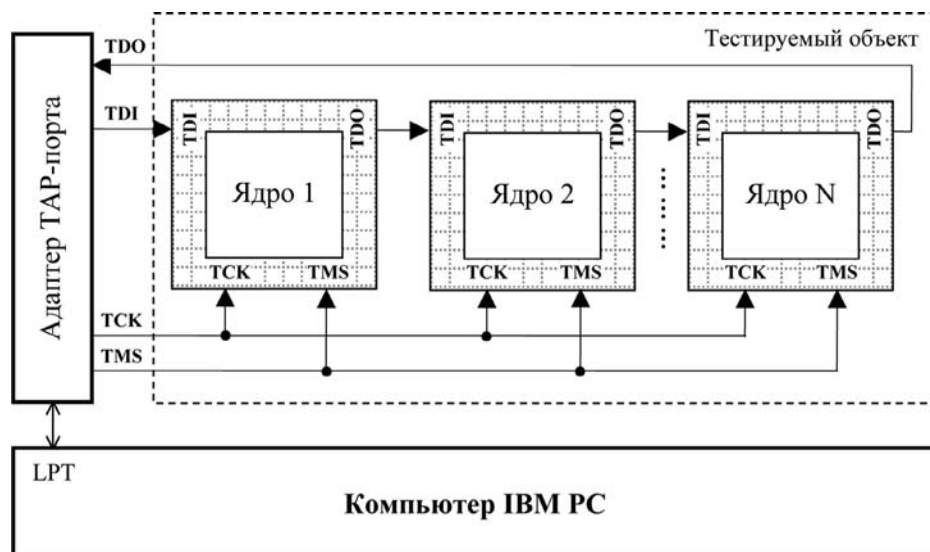 TDO
Тестируемый объект
TDI
Адаптер TAP-порта
TDI
Ядро 1
TDO
TCK
TMS
TDI
Ядро 2
TDO
TCK
TMS
TDI
Ядро N
TDO
TCK
TMS
TCK
TMS
LPT
Компьютер IBM PC